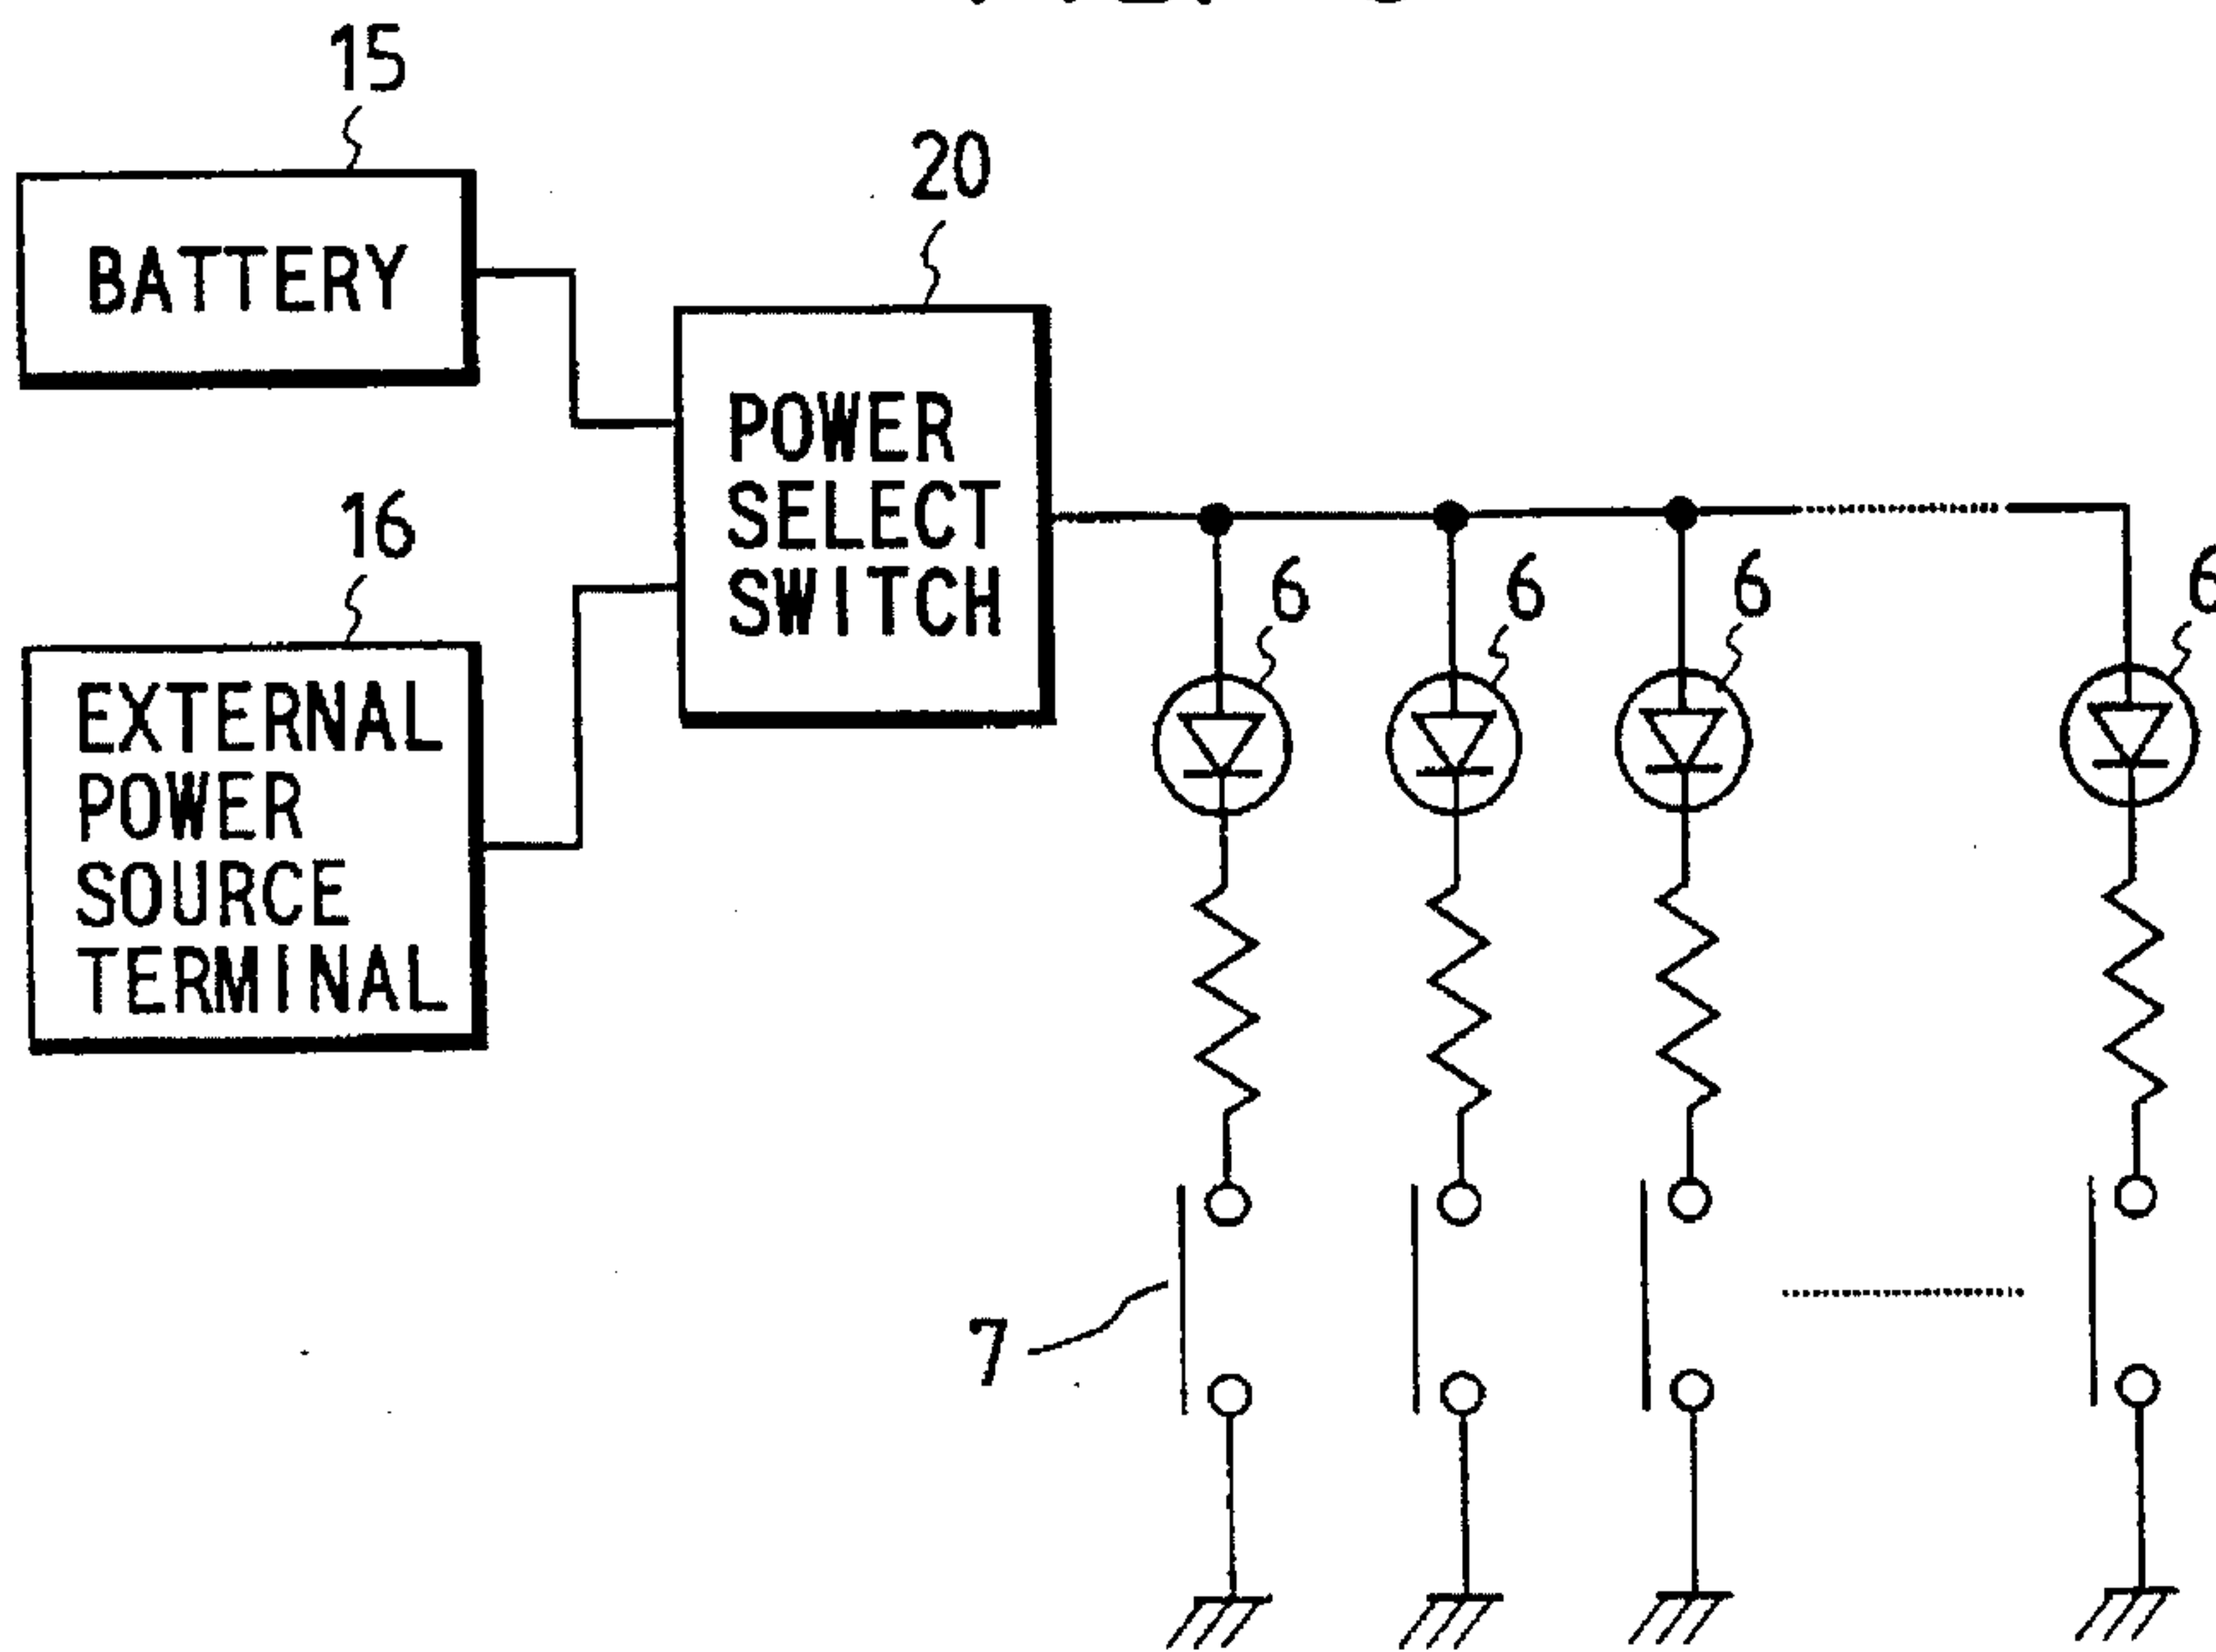 15
BATTERY
20
POWER
SELECT
SWITCH
16
EXTERNAL
POWER
SOURCE
TERMINAL
6
6
6
6
7